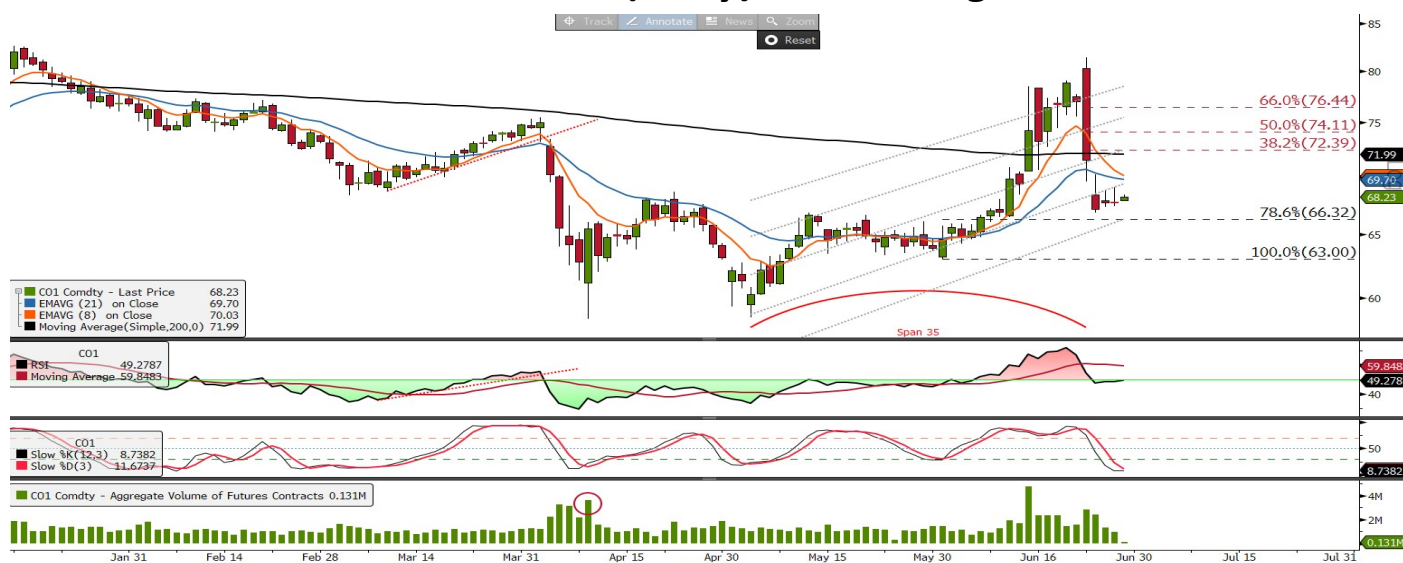 Track Annotate News Zoom
Reset
85
80
66.0%(76.44)
75
50.0%(74.11)
38.2%(72.39)
71.99
69.70
68.23
78.6%(66.32)
65
100.0%(63.00)
60
CO1 Comdty - Last Price 68.23
EMAVG (21) on Close 69.70
EMAVG (8) on Close 70.03
Moving Average(Simple,200,0) 71.99
Span 35
CO1
RSI 49.2787
Moving Average 59.8483
59.848
49.278
40
CO1
Slow %K(12,3) 8.7382
Slow %D(3) 11.6737
50
8.7382
CO1 Comdty - Aggregate Volume of Futures Contracts 0.131M
4M
2M
0.131M
Jan 31 Feb 14 Feb 28 Mar 14 Mar 31 Apr 15 Apr 30 May 15 May 30 Jun 16 Jun 30 Jul 15 Jul 31